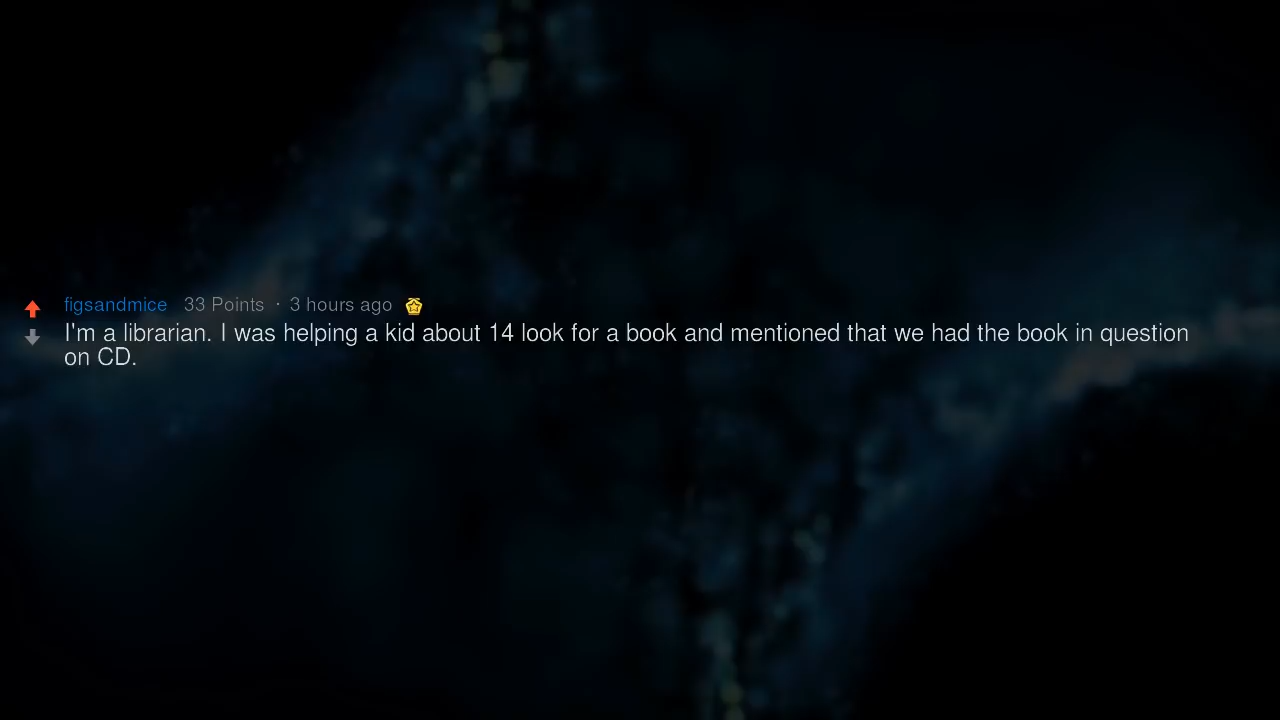 figsandmice 33 Points · 3 hours ago
I'm a librarian. I was helping a kid about 14 look for a book and mentioned that we had the book in question
on CD.